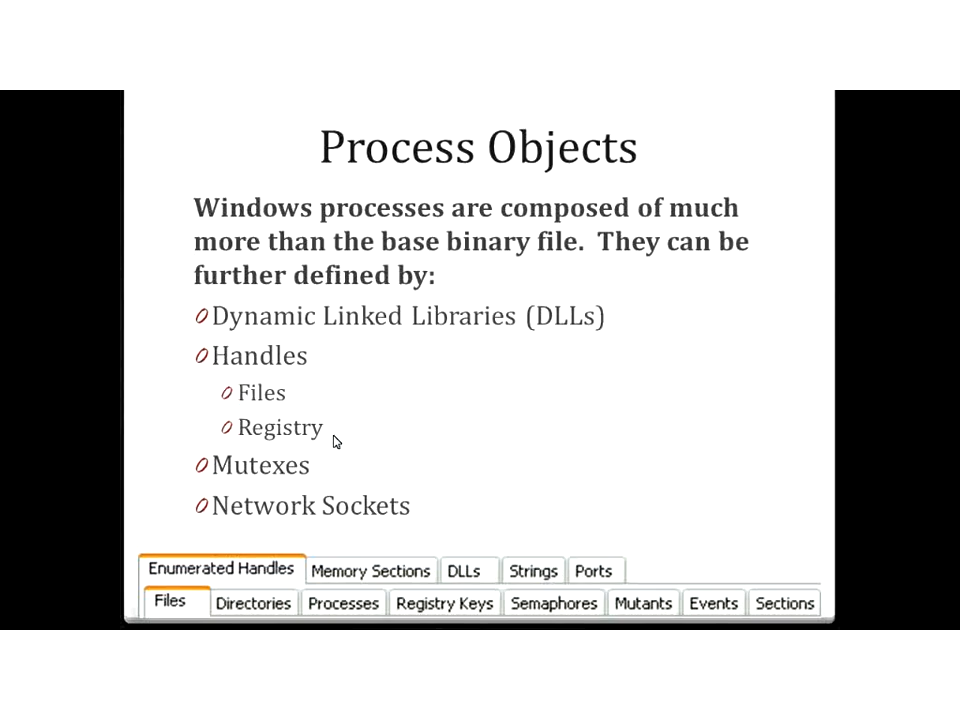 Process Objects
Windows processes are composed of much
more than the base binary file. They can be
further defined by:
Dynamic Linked Libraries (DLLs)
Handles
Files
Registry
Mutexes
Network Sockets
Enumerated Handles Memory Sections DLLs Strings Ports
Files Directories Processes Registry Keys Semaphores Mutants Events Sections